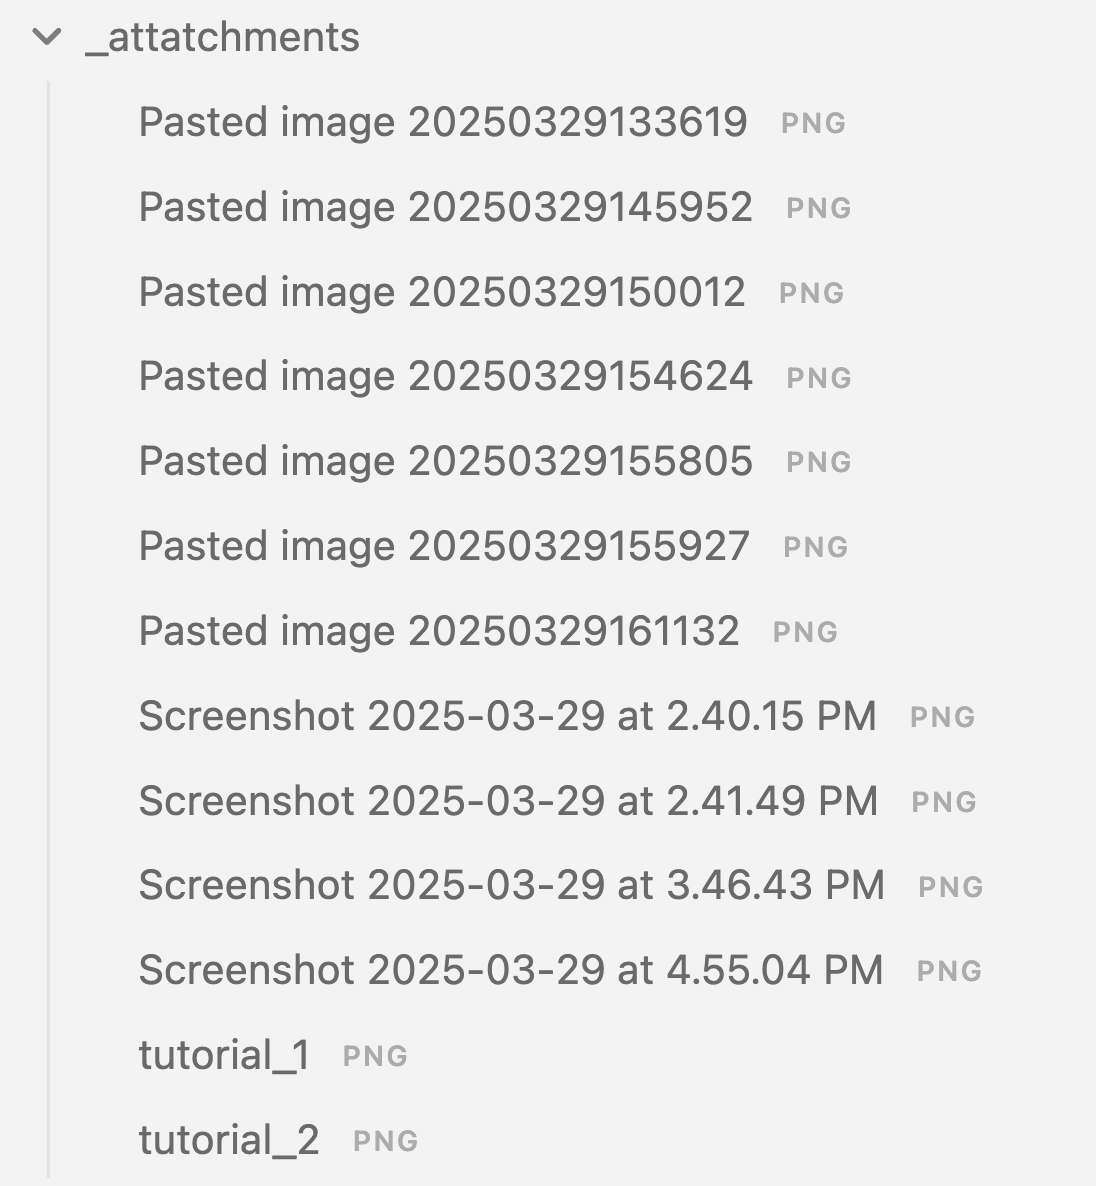 _attatchments
Pasted image 20250329133619 PNG
Pasted image 20250329145952 PNG
Pasted image 20250329150012 PNG
Pasted image 20250329154624 PNG
Pasted image 20250329155805 PNG
Pasted image 20250329155927 PNG
Pasted image 20250329161132 PNG
Screenshot 2025-03-29 at 2.40.15 PM PNG
Screenshot 2025-03-29 at 2.41.49 PM PNG
Screenshot 2025-03-29 at 3.46.43 PM PNG
Screenshot 2025-03-29 at 4.55.04 PM PNG
tutorial_1 PNG
tutorial_2 PNG